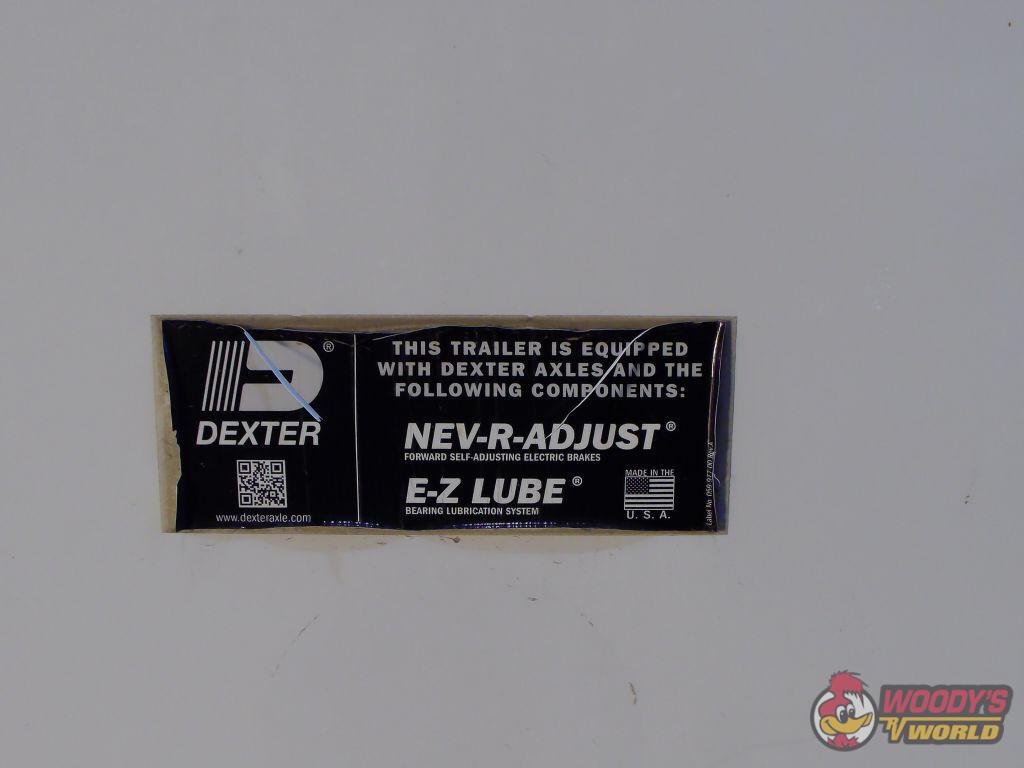 DEXTER
www.dexteraxle.com
THIS TRAILER IS EQUIPPED
WITH DEXTER AXLES AND THE
FOLLOWING COMPONENTS:
NEV-R-ADJUST®
FORWARD SELF-ADJUSTING ELECTRIC BRAKES
E-Z LUBE®
BEARING LUBRICATION SYSTEM
MADE IN THE
U. S. A.
WOODY'S
RV WORLD